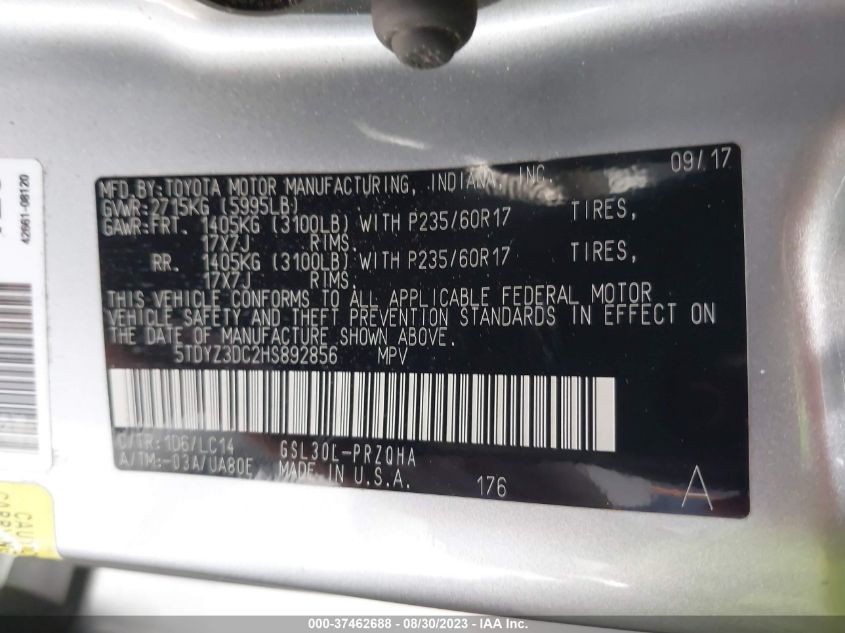 42661-08120
MFD.BY:TOYOTA MOTOR MANUFACTURING, INDIANA, INC. 09/17
GVWR:2715KG (5995LB)
GAWR:FRT. 1405KG (3100LB) WITH P235/60R17 TIRES,
17X7J RIMS.
RR. 1405KG (3100LB) WITH P235/60R17 TIRES,
17X7J RIMS.
THIS VEHICLE CONFORMS TO ALL APPLICABLE FEDERAL MOTOR
VEHICLE SAFETY AND THEFT PREVENTION STANDARDS IN EFFECT ON
THE DATE OF MANUFACTURE SHOWN ABOVE.
5TDYZ3DC2HS892856 MPV
C/TR:1D6/LC14 GSL30L-PRZQHA
A/TM:-03A/UA80E MADE IN U.S.A. 176 A
000-37462688 - 08/30/2023 - IAA Inc.